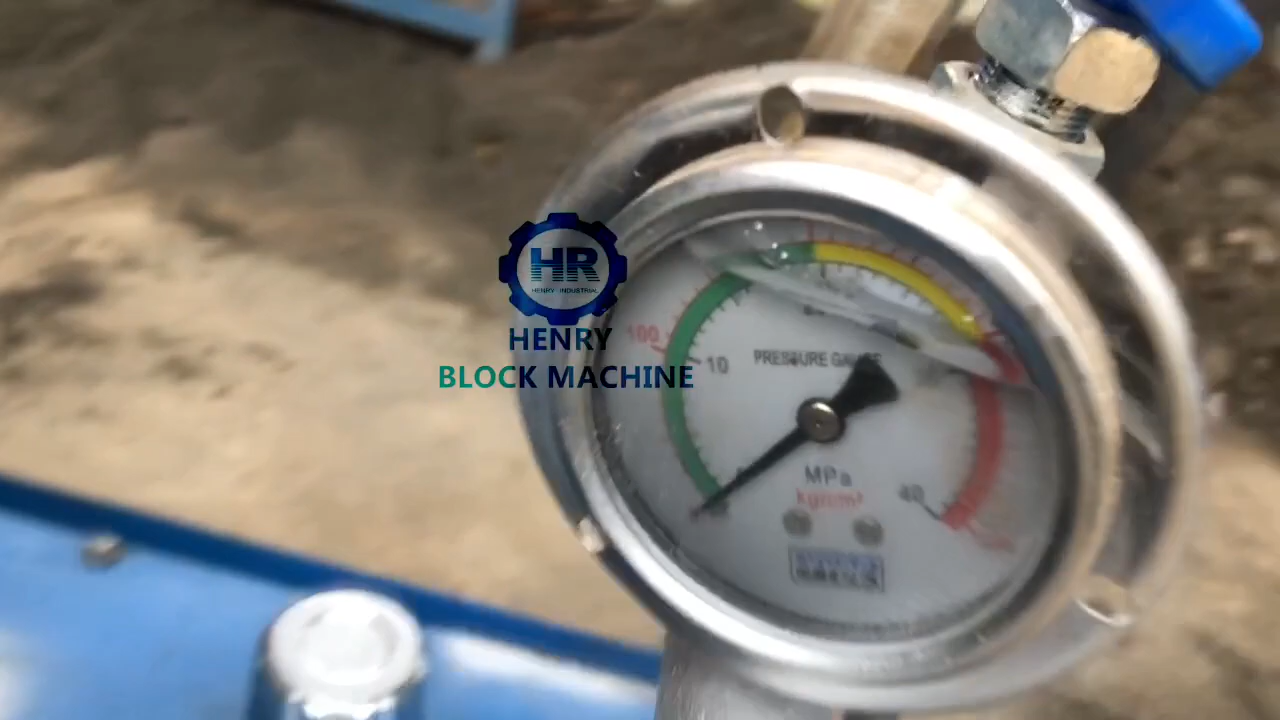 HR
HENRY INDUSTRIAL
HENRY
BLOCK MACHINE
100
10
PRESSURE GAUGE
MPa
40